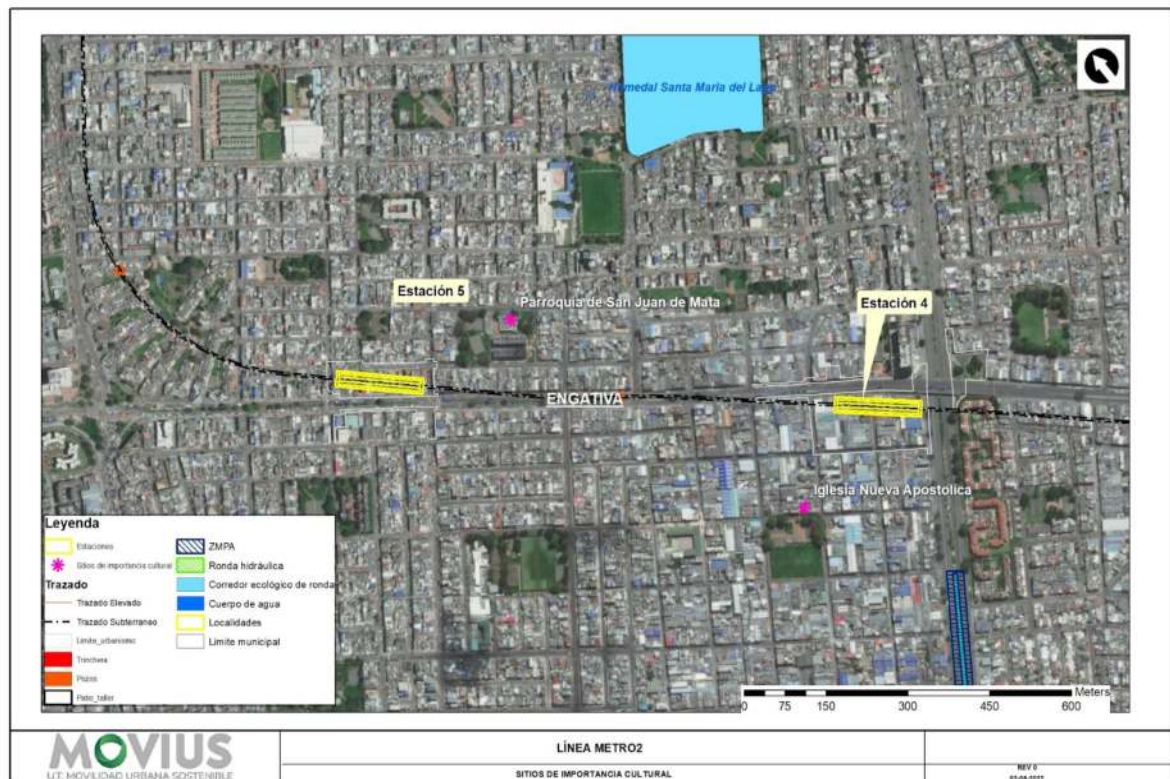 Humedal Santa Maria del Lago
Estación 5
Parroquia de San Juan de Mata
Estación 4
ENGATIVA
Iglesia Nueva Apostolica
Leyenda
Estaciones
Sitios de importancia cultural
Trazado
Trazado Elevado
Trazado Subterraneo
Limite_urbanismo
Trinchera
Pozos
Patio_taller
ZMPA
Ronda hidráulica
Corredor ecológico de ronda
Cuerpo de agua
Localidades
Limite municipal
Meters
0 75 150 300 450 600
MOVIUS
U.T. MOVILIDAD URBANA SOSTENIBLE
LÍNEA METRO2
SITIOS DE IMPORTANCIA CULTURAL
REV 0